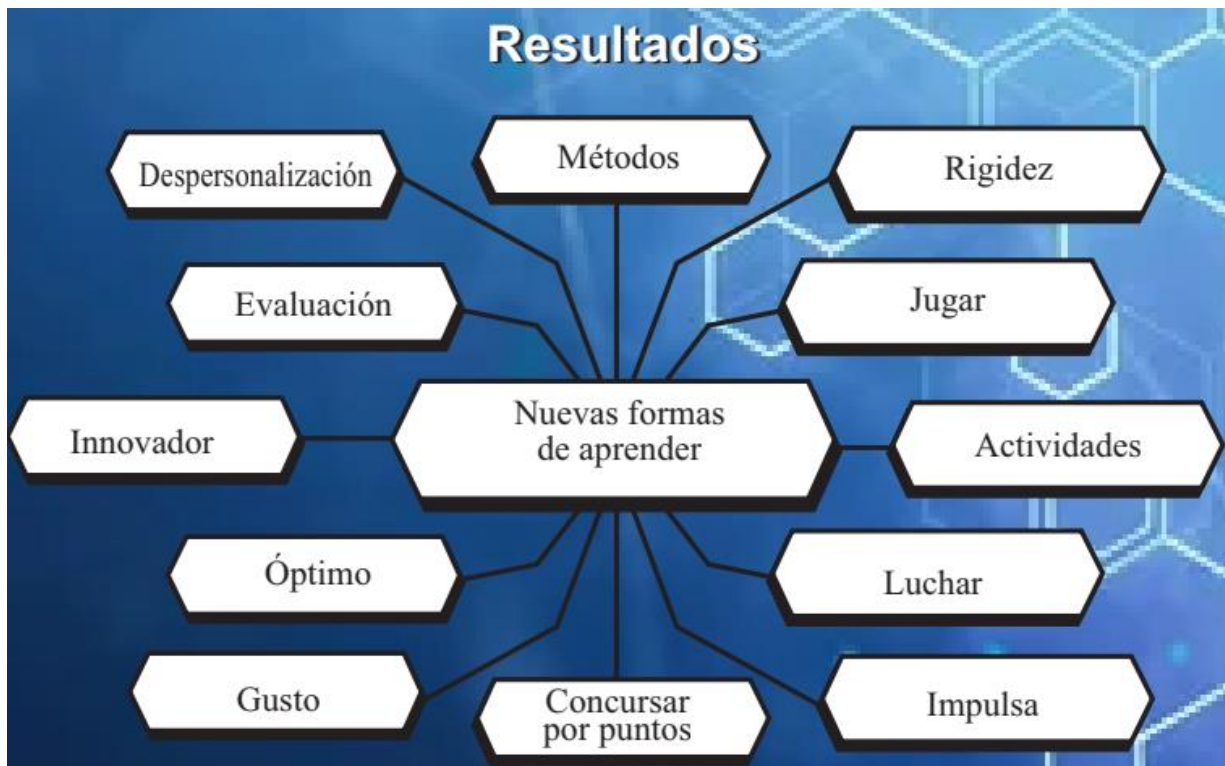 Resultados
Despersonalización
Métodos
Rigidez
Evaluación
Jugar
Innovador
Nuevas formas
de aprender
Actividades
Óptimo
Luchar
Gusto
Concursar
por puntos
Impulsa